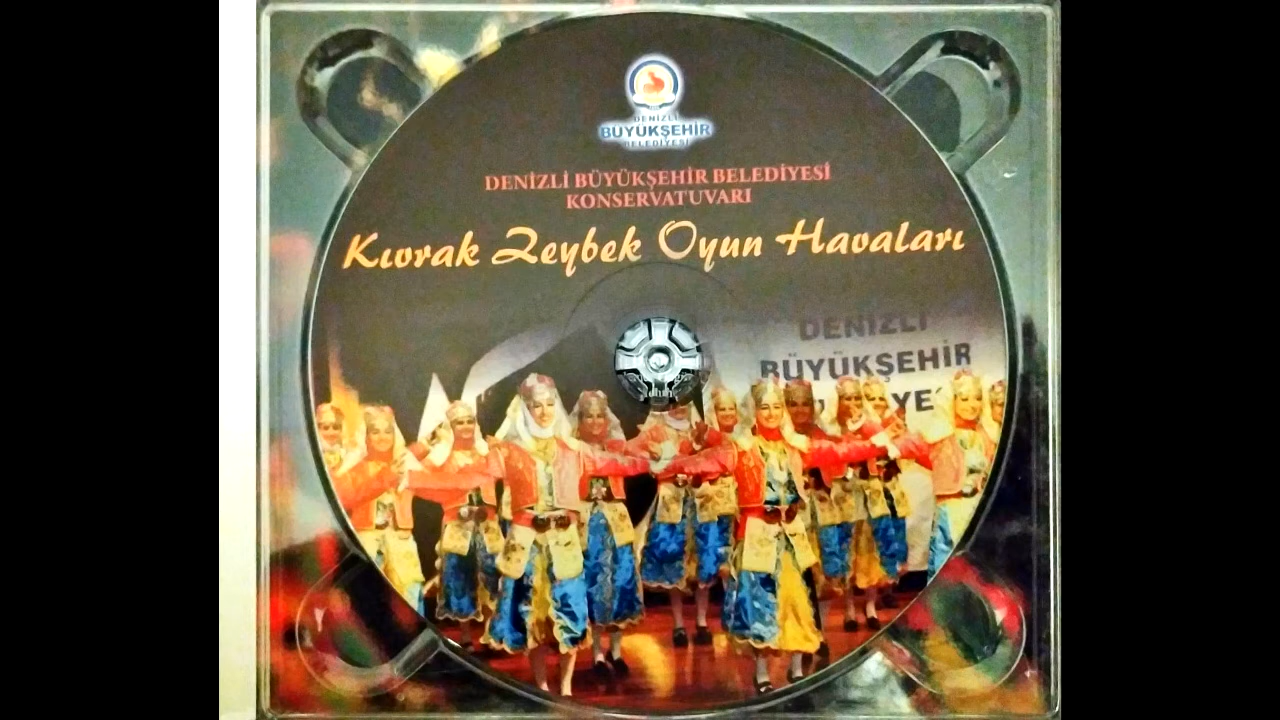 DENİZLİ
BÜYÜKŞEHİR
BELEDİYESİ
DENİZLİ BÜYÜKŞEHİR BELEDİYESİ
KONSERVATUVARI
Kıvrak Zeybek Oyun Havaları
DENİZLİ
BÜYÜKŞEHİR